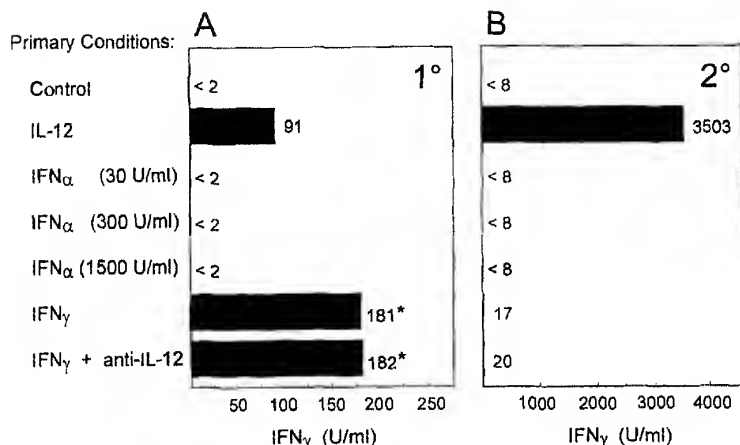 A B
Primary Conditions:
1° 2°
Control < 2 < 8
IL-12 91 3503
IFNα (30 U/ml) < 2 < 8
IFNα (300 U/ml) < 2 < 8
IFNα (1500 U/ml) < 2 < 8
IFNγ 181* 17
IFNγ + anti-IL-12 182* 20
50 100 150 200 250 1000 2000 3000 4000
IFNγ (U/ml) IFNγ (U/ml)